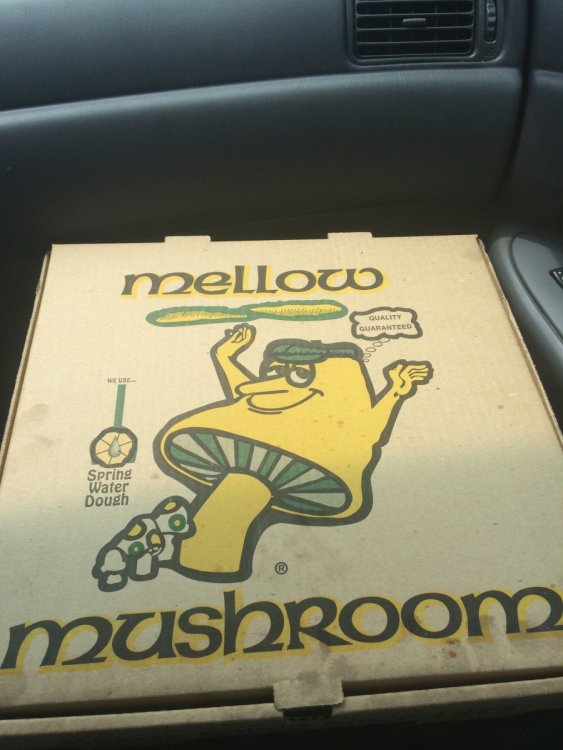 mellow
QUALITY
GUARANTEED
WE USE...
Spring
Water
Dough
®
mushroom